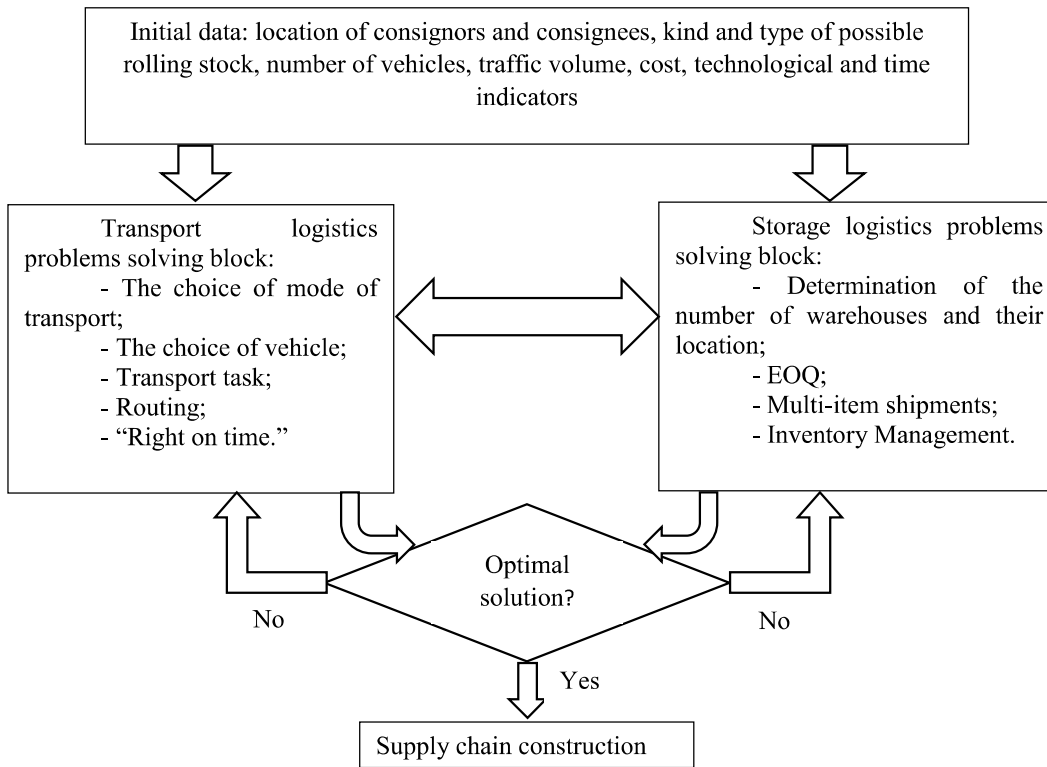 Initial data: location of consignors and consignees, kind and type of possible
rolling stock, number of vehicles, traffic volume, cost, technological and time
indicators
Transport logistics
problems solving block:
- The choice of mode of
transport;
- The choice of vehicle;
- Transport task;
- Routing;
- “Right on time.”
Storage logistics problems
solving block:
- Determination of the
number of warehouses and their
location;
- EOQ;
- Multi-item shipments;
- Inventory Management.
Optimal
solution?
No
No
Yes
Supply chain construction